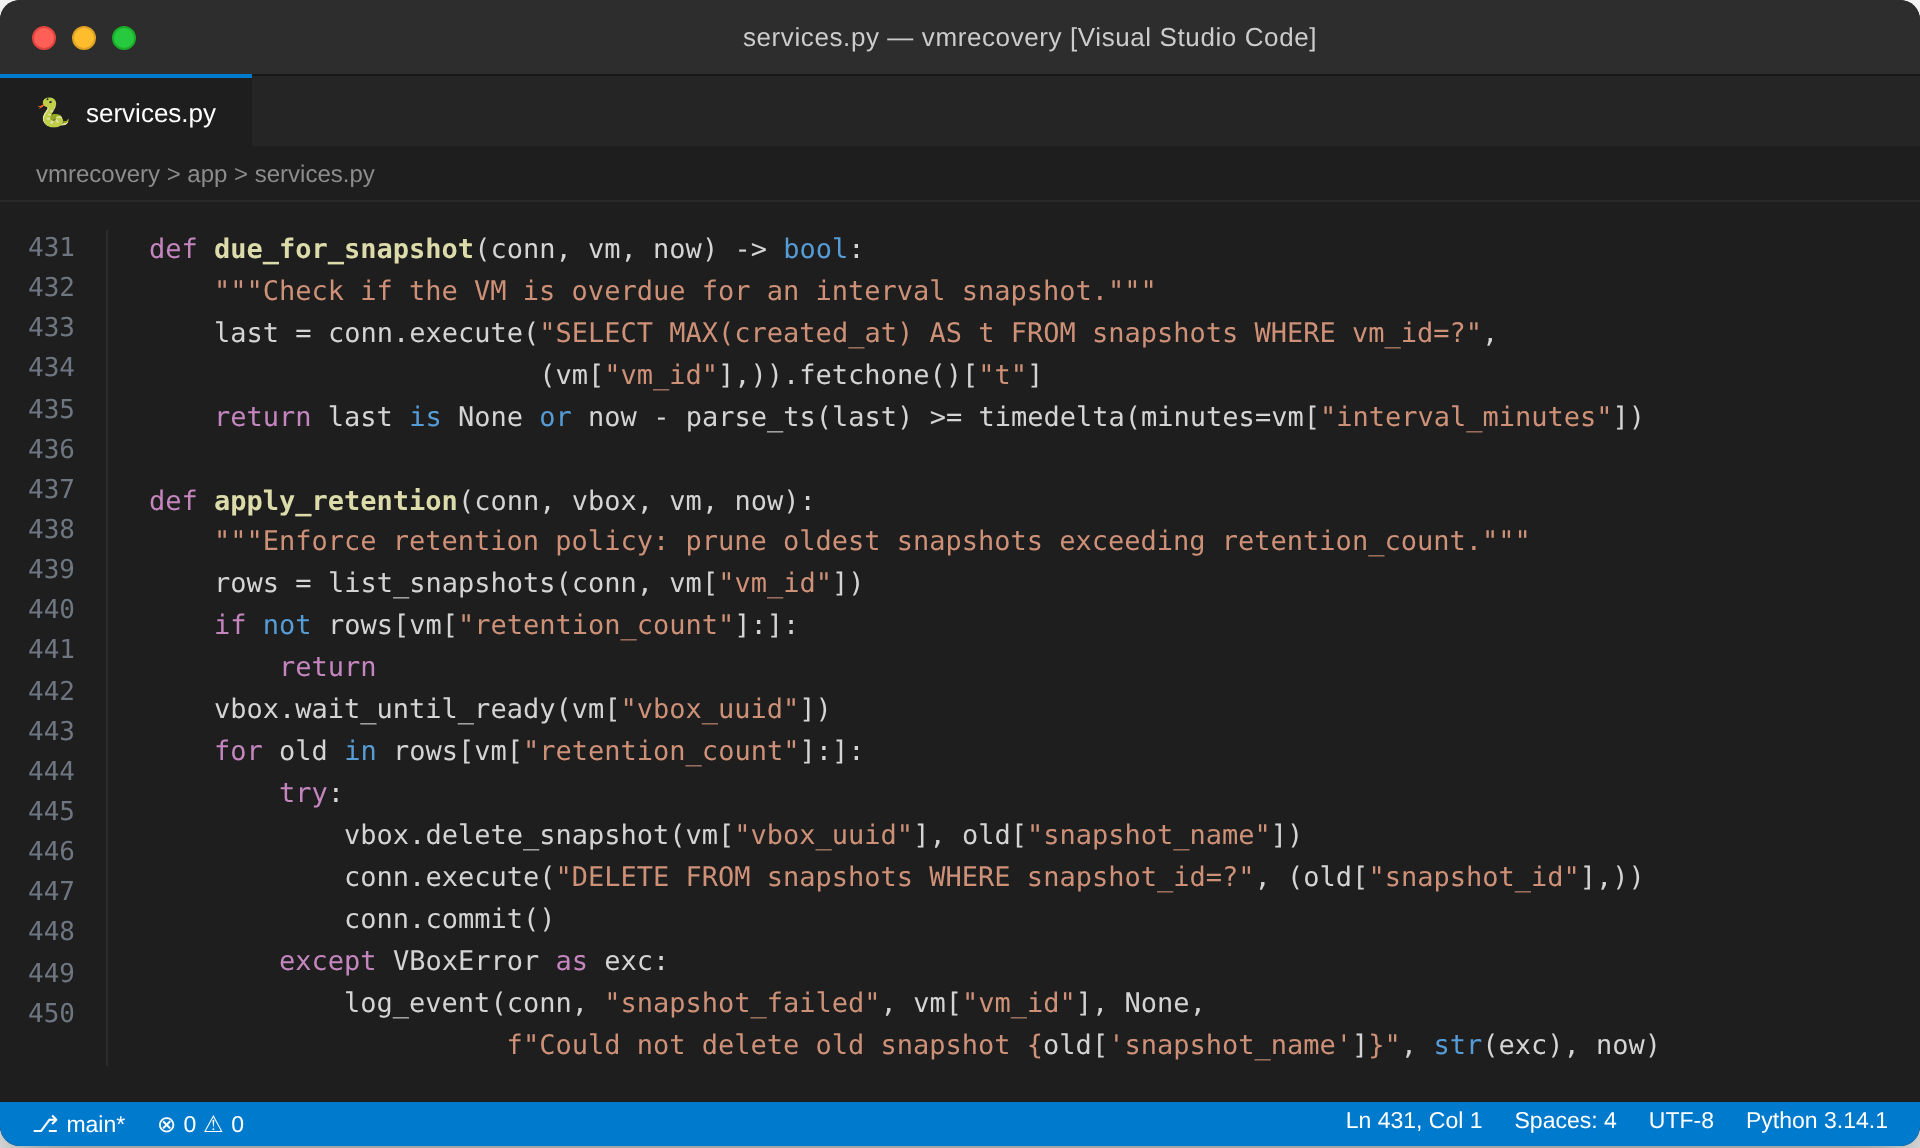 services.py — vmrecovery [Visual Studio Code]
🐍 services.py
vmrecovery > app > services.py
431 def due_for_snapshot(conn, vm, now) -> bool:
432     """Check if the VM is overdue for an interval snapshot."""
433     last = conn.execute("SELECT MAX(created_at) AS t FROM snapshots WHERE vm_id=?",
434                         (vm["vm_id"],)).fetchone()["t"]
435     return last is None or now - parse_ts(last) >= timedelta(minutes=vm["interval_minutes"])
436
437 def apply_retention(conn, vbox, vm, now):
438     """Enforce retention policy: prune oldest snapshots exceeding retention_count."""
439     rows = list_snapshots(conn, vm["vm_id"])
440     if not rows[vm["retention_count"]:]:
441         return
442     vbox.wait_until_ready(vm["vbox_uuid"])
443     for old in rows[vm["retention_count"]:]:
444         try:
445             vbox.delete_snapshot(vm["vbox_uuid"], old["snapshot_name"])
446             conn.execute("DELETE FROM snapshots WHERE snapshot_id=?", (old["snapshot_id"],))
447             conn.commit()
448         except VBoxError as exc:
449             log_event(conn, "snapshot_failed", vm["vm_id"], None,
450                       f"Could not delete old snapshot {old['snapshot_name']}", str(exc), now)
⎇ main* ⊗ 0 ⚠ 0 Ln 431, Col 1 Spaces: 4 UTF-8 Python 3.14.1